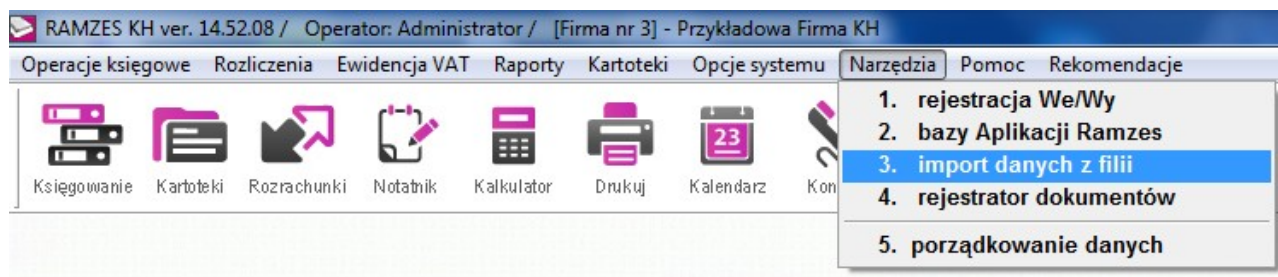 RAMZES KH ver. 14.52.08 / Operator: Administrator / [Firma nr 3] - Przykładowa Firma KH
Operacje księgowe Rozliczenia Ewidencja VAT Raporty Kartoteki Opcje systemu Narzędzia Pomoc Rekomendacje
23
Księgowanie Kartoteki Rozrachunki Notatnik Kalkulator Drukuj Kalendarz Kon
1. rejestracja We/Wy
2. bazy Aplikacji Ramzes
3. import danych z filii
4. rejestrator dokumentów
5. porządkowanie danych